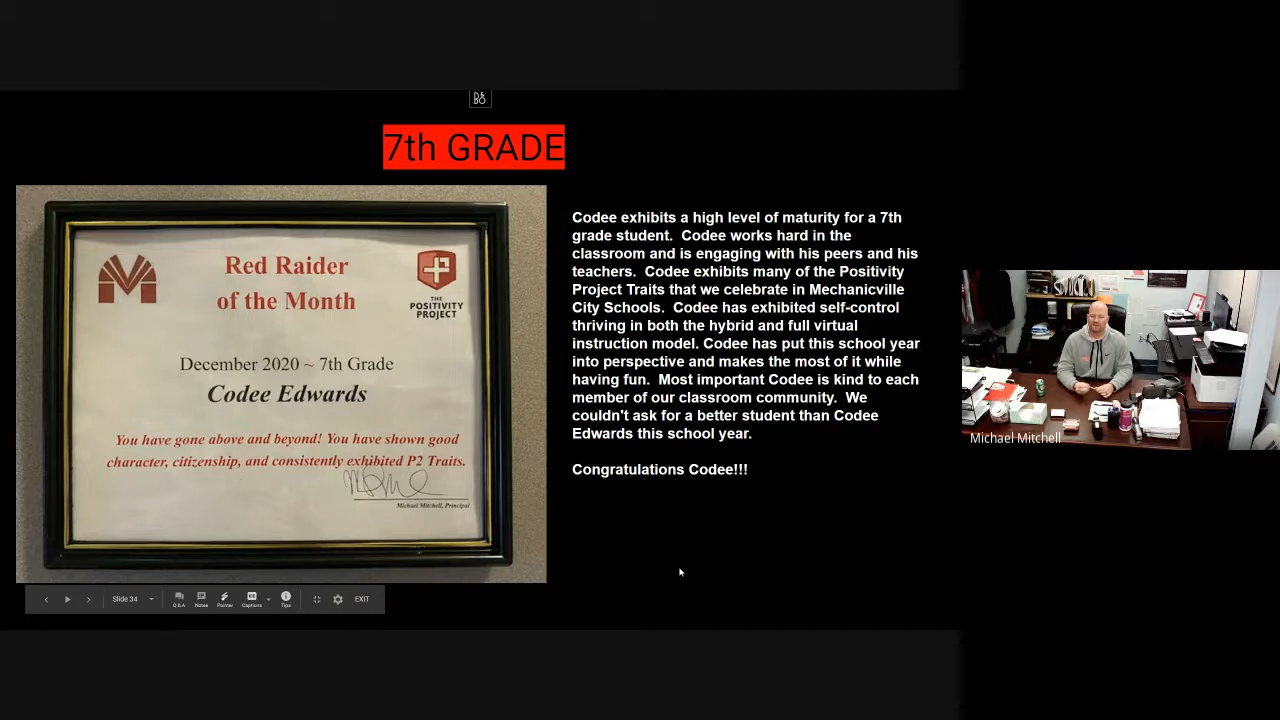 7th GRADE
Red Raider
of the Month
THE
POSITIVITY
PROJECT
December 2020 ~ 7th Grade
Codee Edwards
You have gone above and beyond! You have shown good
character, citizenship, and consistently exhibited P2 Traits.
Michael Mitchell, Principal
Codee exhibits a high level of maturity for a 7th
grade student.  Codee works hard in the
classroom and is engaging with his peers and his
teachers.  Codee exhibits many of the Positivity
Project Traits that we celebrate in Mechanicville
City Schools.  Codee has exhibited self-control
thriving in both the hybrid and full virtual
instruction model. Codee has put this school year
into perspective and makes the most of it while
having fun.  Most important Codee is kind to each
member of our classroom community.  We
couldn't ask for a better student than Codee
Edwards this school year.
Congratulations Codee!!!
Michael Mitchell
Slide 34
Q & A
Notes
Pointer
Captions
Tips
EXIT